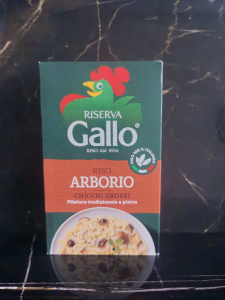 RISERVA
Gallo
RISO dal 1856
RISO
ARBORIO
CHICCHI GROSSI
Pilatura tradizionale a pietra